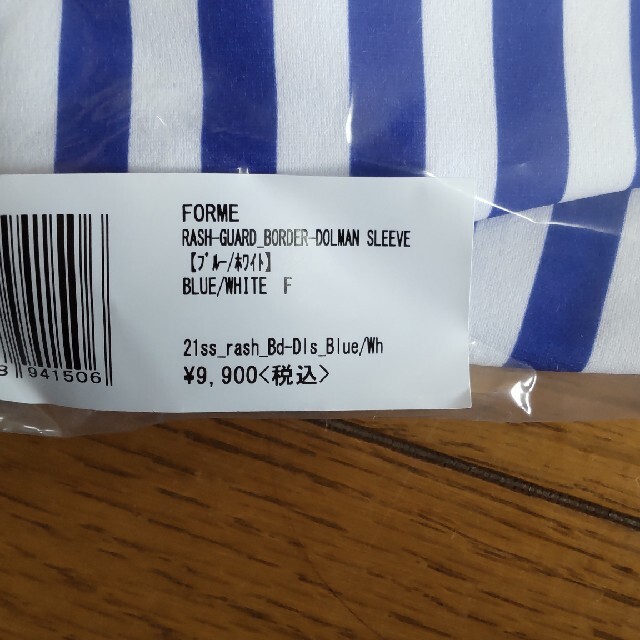 FORME
RASH-GUARD_BORDER-DOLMAN SLEEVE
【ﾌﾞﾙｰ/ﾎﾜｲﾄ】
BLUE/WHITE F
21ss_rash_Bd-Dls_Blue/Wh
¥9,900<税込>
941506